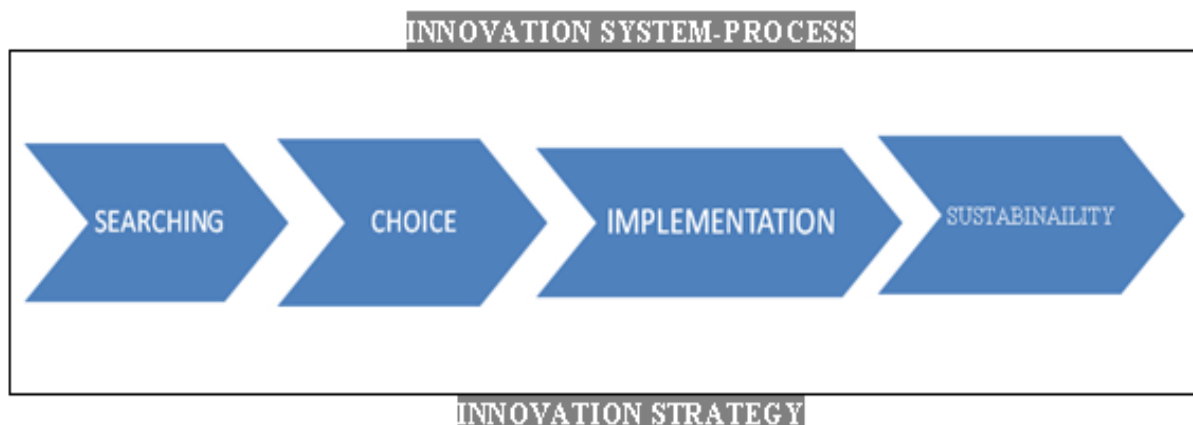 INNOVATION SYSTEM-PROCESS
SEARCHING
CHOICE
IMPLEMENTATION
SUSTABINAILITY
INNOVATION STRATEGY